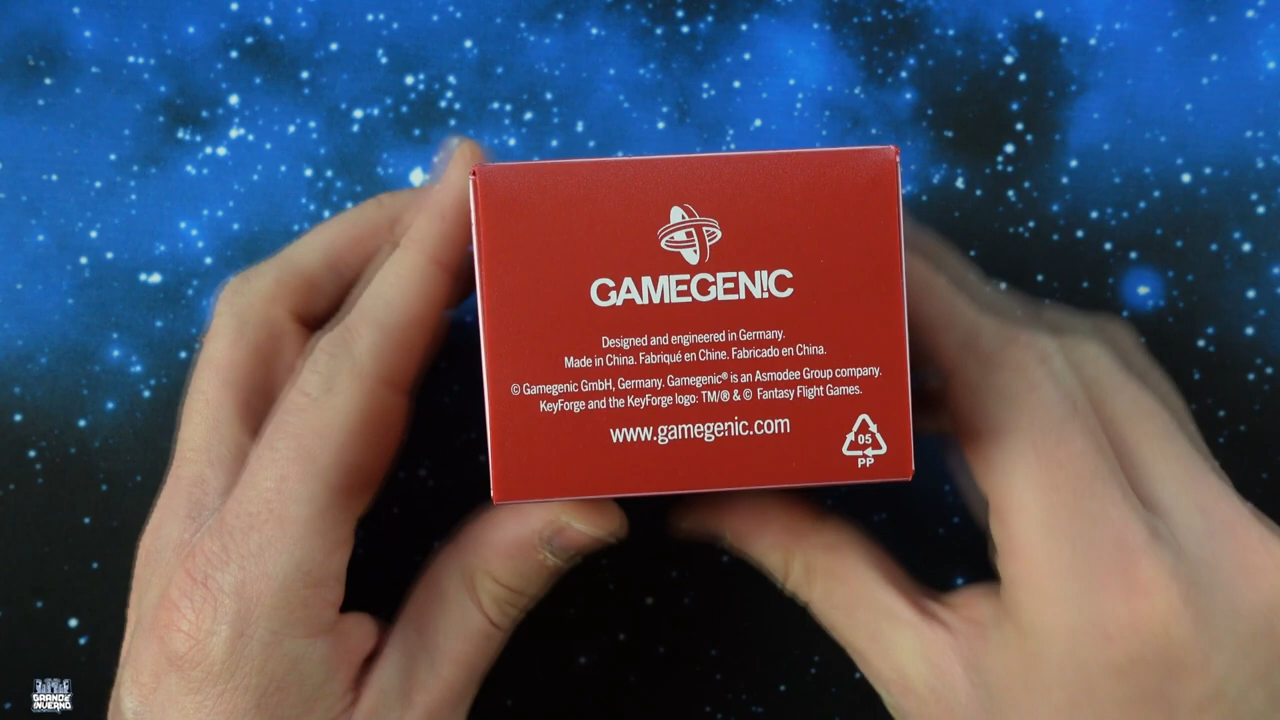 GAMEGEN!C
Designed and engineered in Germany.
Made in China. Fabriqué en Chine. Fabricado en China.
© Gamegenic GmbH, Germany. Gamegenic® is an Asmodee Group company.
KeyForge and the KeyForge logo: TM/® & © Fantasy Flight Games.
www.gamegenic.com
05
PP
GRANDE
INVERNO